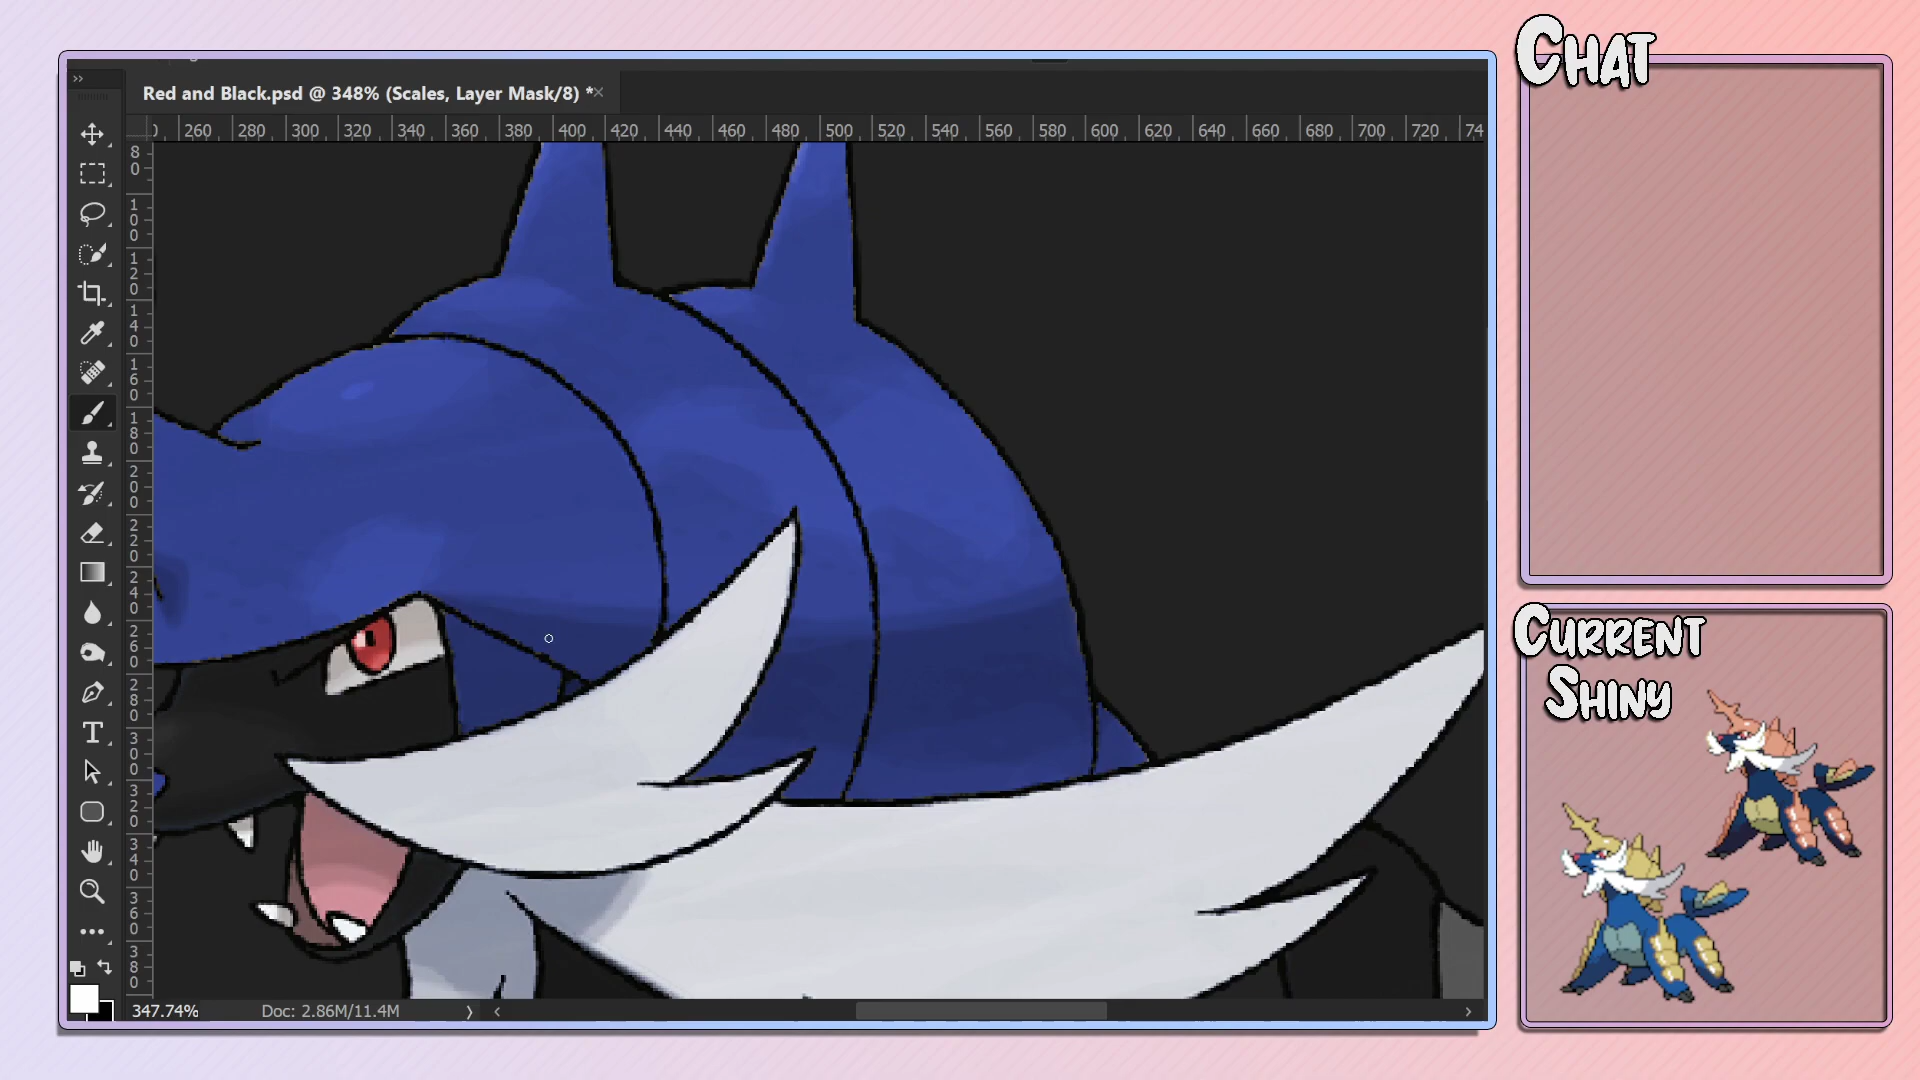 CHAT
Red and Black.psd @ 348% (Scales, Layer Mask/8) *
260 280 300 320 340 360 380 400 420 440 460 480 500 520 540 560 580 600 620 640 660 680 700 720 74
80
100
120
140
160
180
200
220
240
260
280
300
320
340
360
380
CURRENT
SHINY
347.74%
Doc: 2.86M/11.4M